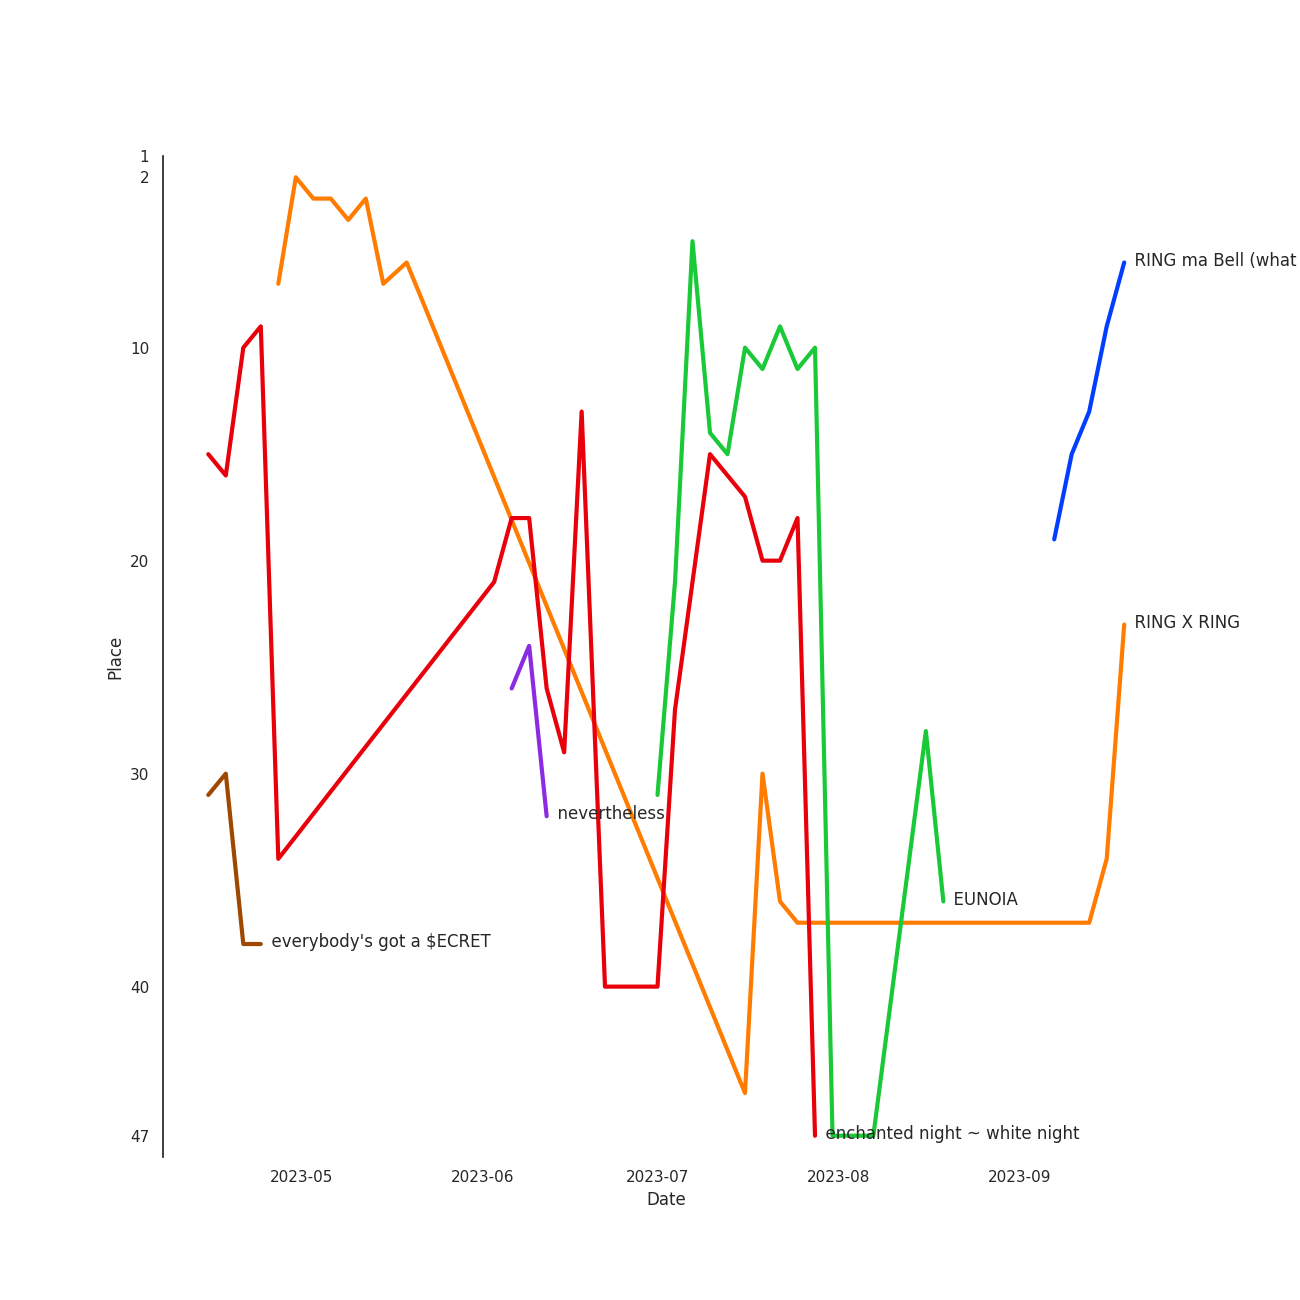 1
2
10
20
30
40
47
Place
RING ma Bell (what
RING X RING
nevertheless
EUNOIA
everybody's got a $ECRET
enchanted night ~ white night
2023-05
2023-06
2023-07
2023-08
2023-09
Date